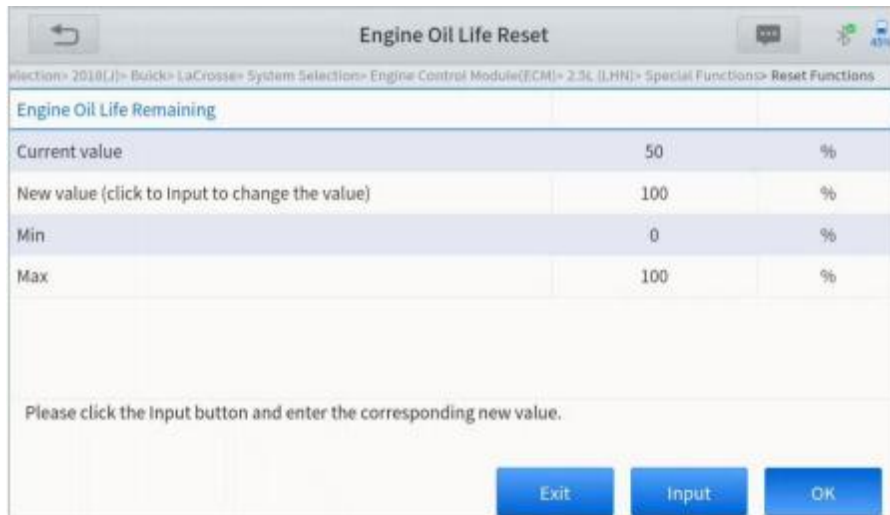 Engine Oil Life Reset
45%
election> 2018(J)> Buick> LaCrosse> System Selection> Engine Control Module(ECM)> 2.5L (LHN)> Special Functions> Reset Functions
Engine Oil Life Remaining
Current value 50 %
New value (click to Input to change the value) 100 %
Min 0 %
Max 100 %
Please click the Input button and enter the corresponding new value.
Exit Input OK